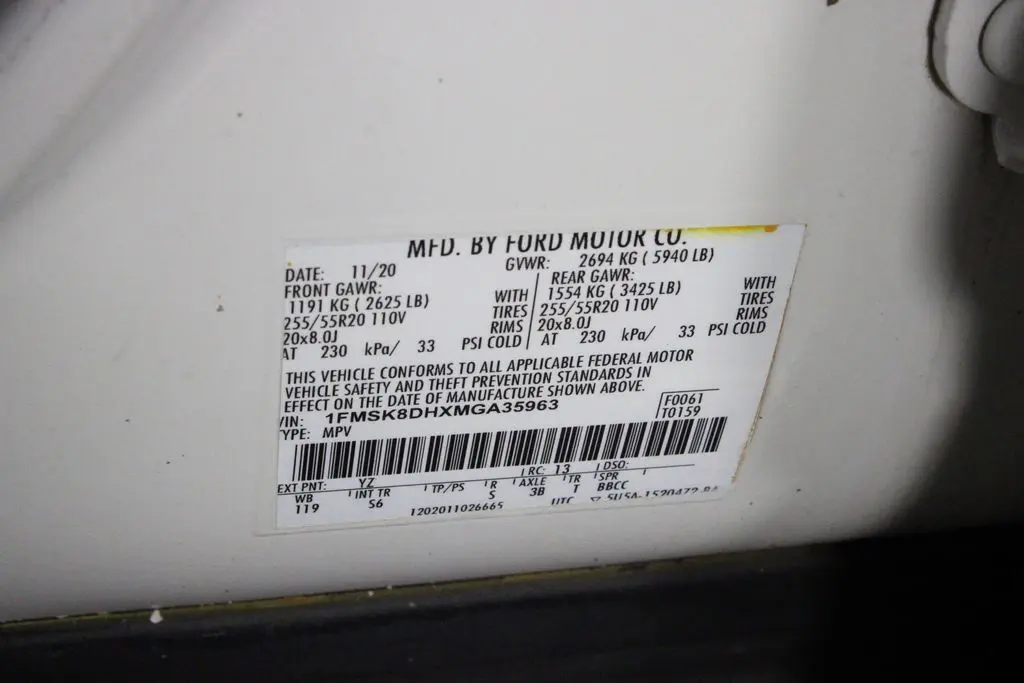 MFD. BY FORD MOTOR CO.
DATE: 11/20 GVWR: 2694 KG ( 5940 LB)
FRONT GAWR: REAR GAWR:
1191 KG ( 2625 LB) WITH 1554 KG ( 3425 LB) WITH
255/55R20 110V TIRES 255/55R20 110V TIRES
20x8.0J RIMS 20x8.0J RIMS
AT 230 kPa/ 33 PSI COLD AT 230 kPa/ 33 PSI COLD
THIS VEHICLE CONFORMS TO ALL APPLICABLE FEDERAL MOTOR
VEHICLE SAFETY AND THEFT PREVENTION STANDARDS IN
EFFECT ON THE DATE OF MANUFACTURE SHOWN ABOVE.
VIN: 1FMSK8DHXMGA35963 F0061
TYPE: MPV T0159
EXT PNT: YZ RC: 13 DSO:
WB INT TR TP/PS R AXLE TR SPR
119 S6 S 3B T BBCC
1202011026665 UTC